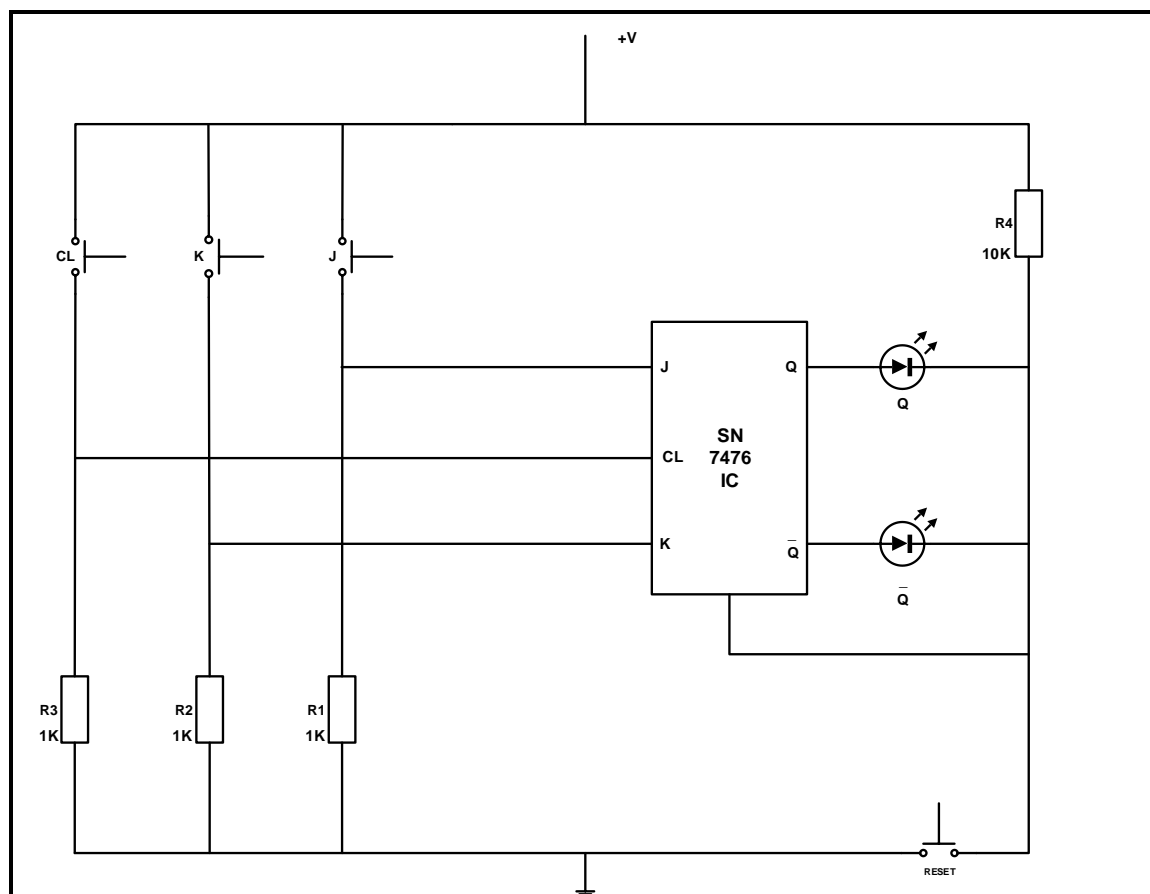 +V
R4
10K
CL
K
J
J
Q
Q
SN
7476
IC
CL
K
Q̅
Q̅
R3
1K
R2
1K
R1
1K
RESET